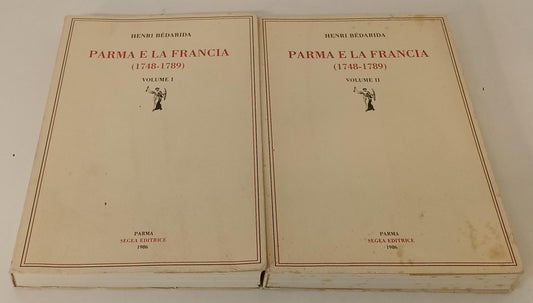 HENRI BÉDARIDA
PARMA E LA FRANCIA
(1748-1789)
VOLUME I
PARMA
SEGEA EDITRICE
1986
HENRI BÉDARIDA
PARMA E LA FRANCIA
(1748-1789)
VOLUME II
PARMA
SEGEA EDITRICE
1986